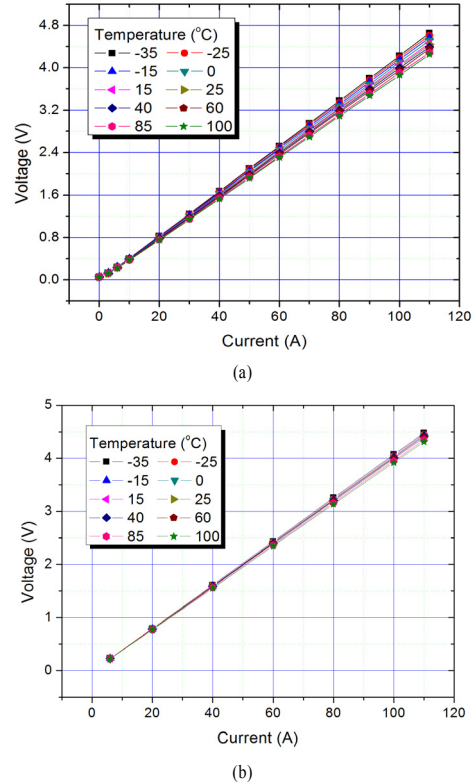 4.8
4.0
3.2
2.4
1.6
0.8
0.0
Voltage (V)
Temperature (°C)
-35 -25
-15 0
15 25
40 60
85 100
0 20 40 60 80 100 120
Current (A)
(a)
5
4
3
2
1
0
Voltage (V)
Temperature (°C)
-35 -25
-15 0
15 25
40 60
85 100
0 20 40 60 80 100 120
Current (A)
(b)